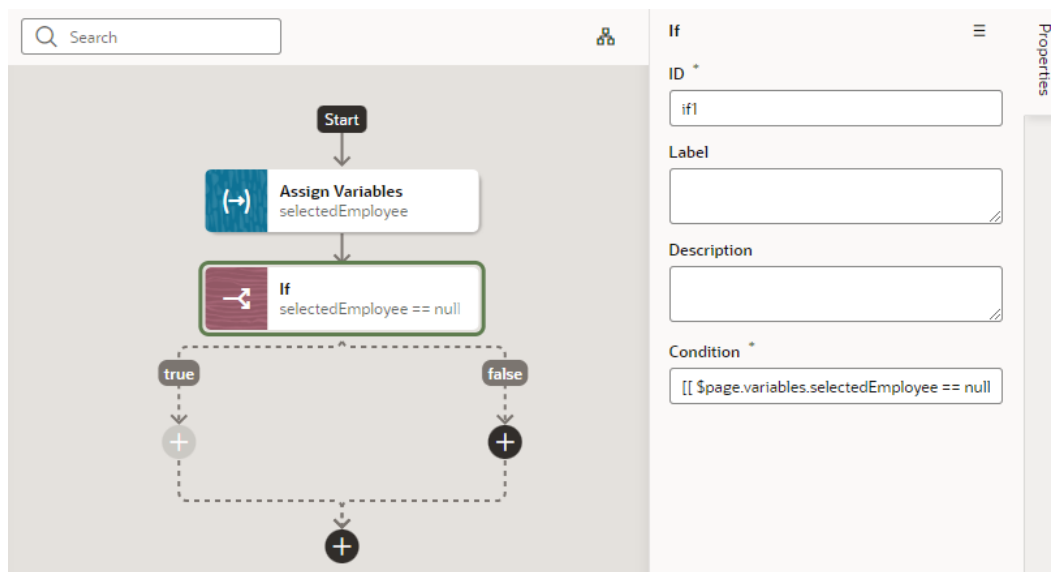 Search
Start
Assign Variables
selectedEmployee
If
selectedEmployee == null
true
false
If
ID *
if1
Label
Description
Condition *
[[ $page.variables.selectedEmployee == null
Properties